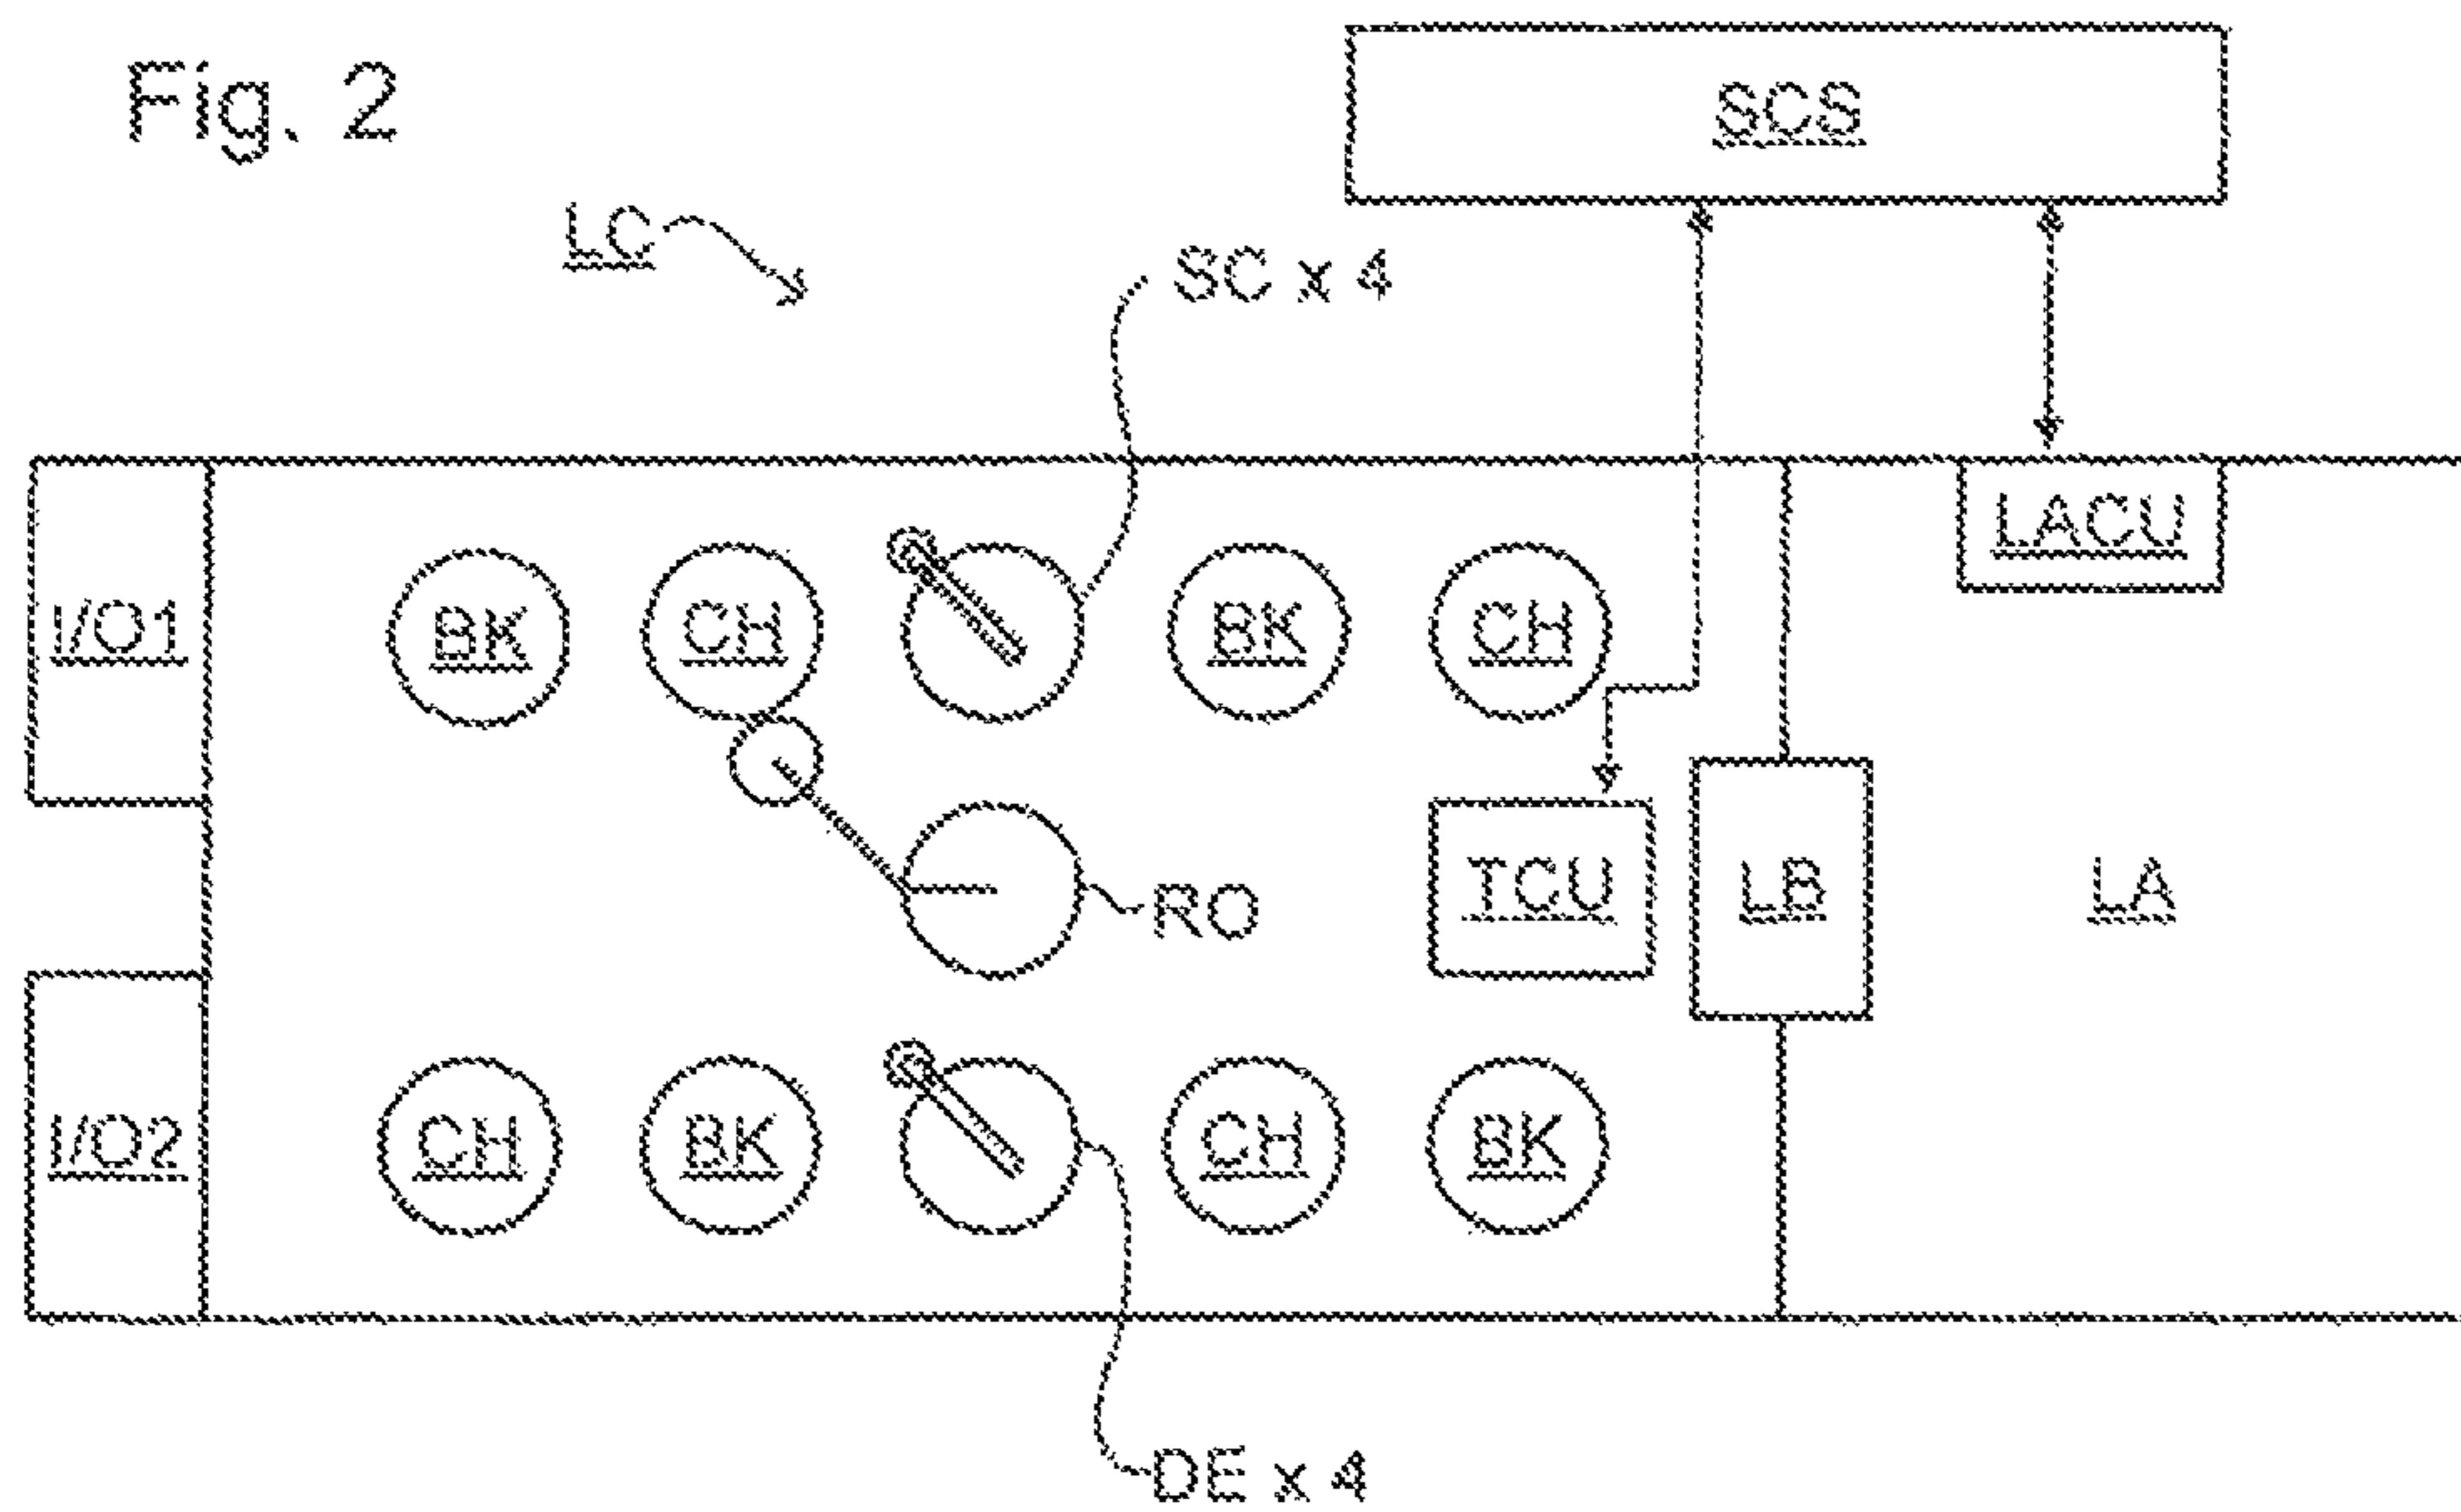 Fig. 2
SCS
LC
SC x 4
LACU
I/O1
BK
CH
BK
CH
RO
TCU
LB
LA
I/O2
CH
BK
CH
BK
DE x 4